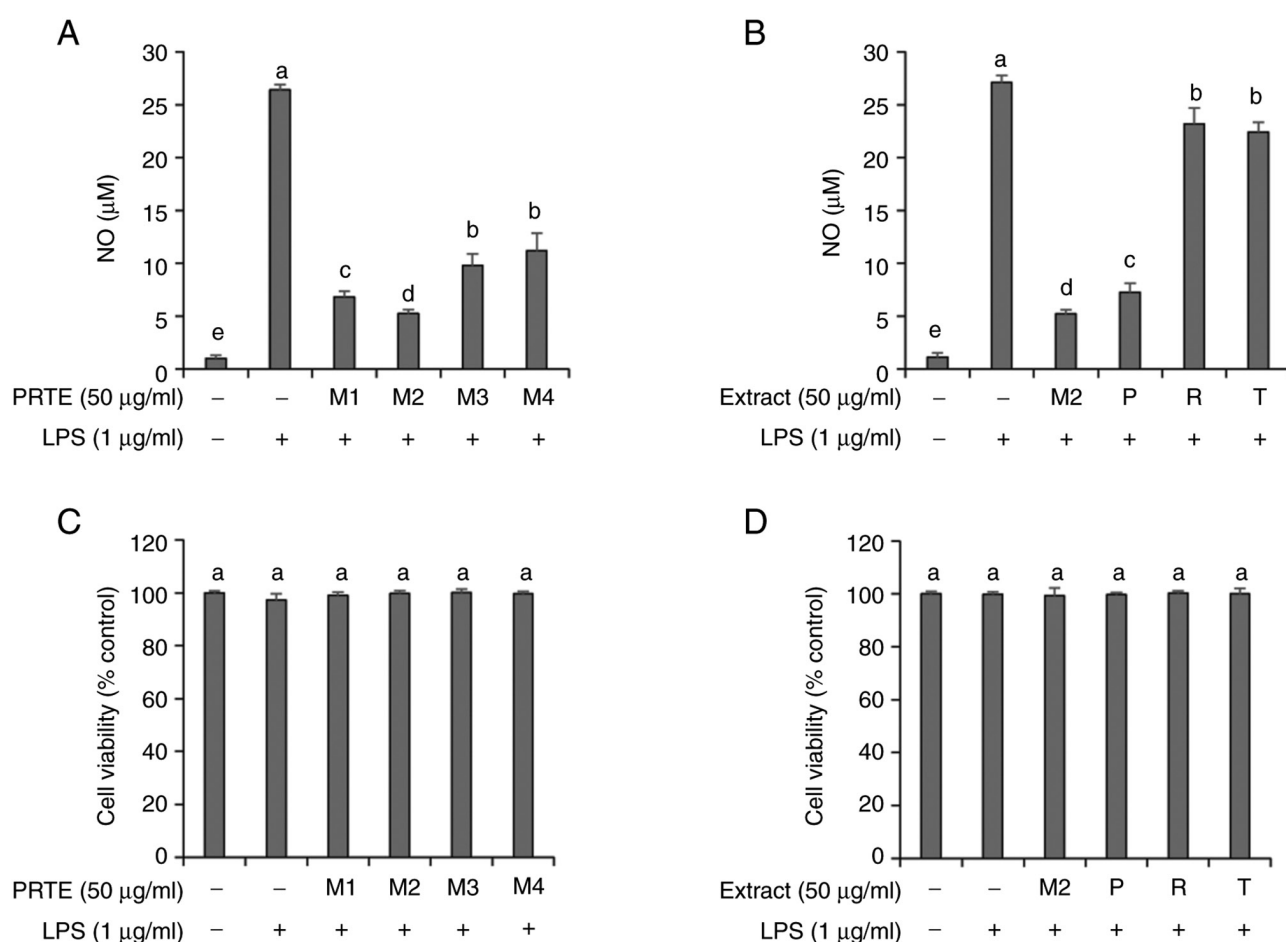 A
30
25
20
15
10
5
0
NO (μM)
e a c d b b
PRTE (50 μg/ml) – – M1 M2 M3 M4
LPS (1 μg/ml) – + + + + +
B
30
25
20
15
10
5
0
NO (μM)
e a d c b b
Extract (50 μg/ml) – – M2 P R T
LPS (1 μg/ml) – + + + + +
C
120
100
80
60
40
20
0
Cell viability (% control)
a a a a a a
PRTE (50 μg/ml) – – M1 M2 M3 M4
LPS (1 μg/ml) – + + + + +
D
120
100
80
60
40
20
0
Cell viability (% control)
a a a a a a
Extract (50 μg/ml) – – M2 P R T
LPS (1 μg/ml) – + + + + +